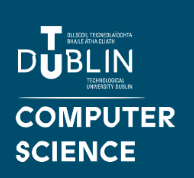 OLLSCOIL TEICNEOLAÍOCHTA
BHAILE ÁTHA CLIATH
TU
DUBLIN
TECHNOLOGICAL
UNIVERSITY DUBLIN
COMPUTER
SCIENCE